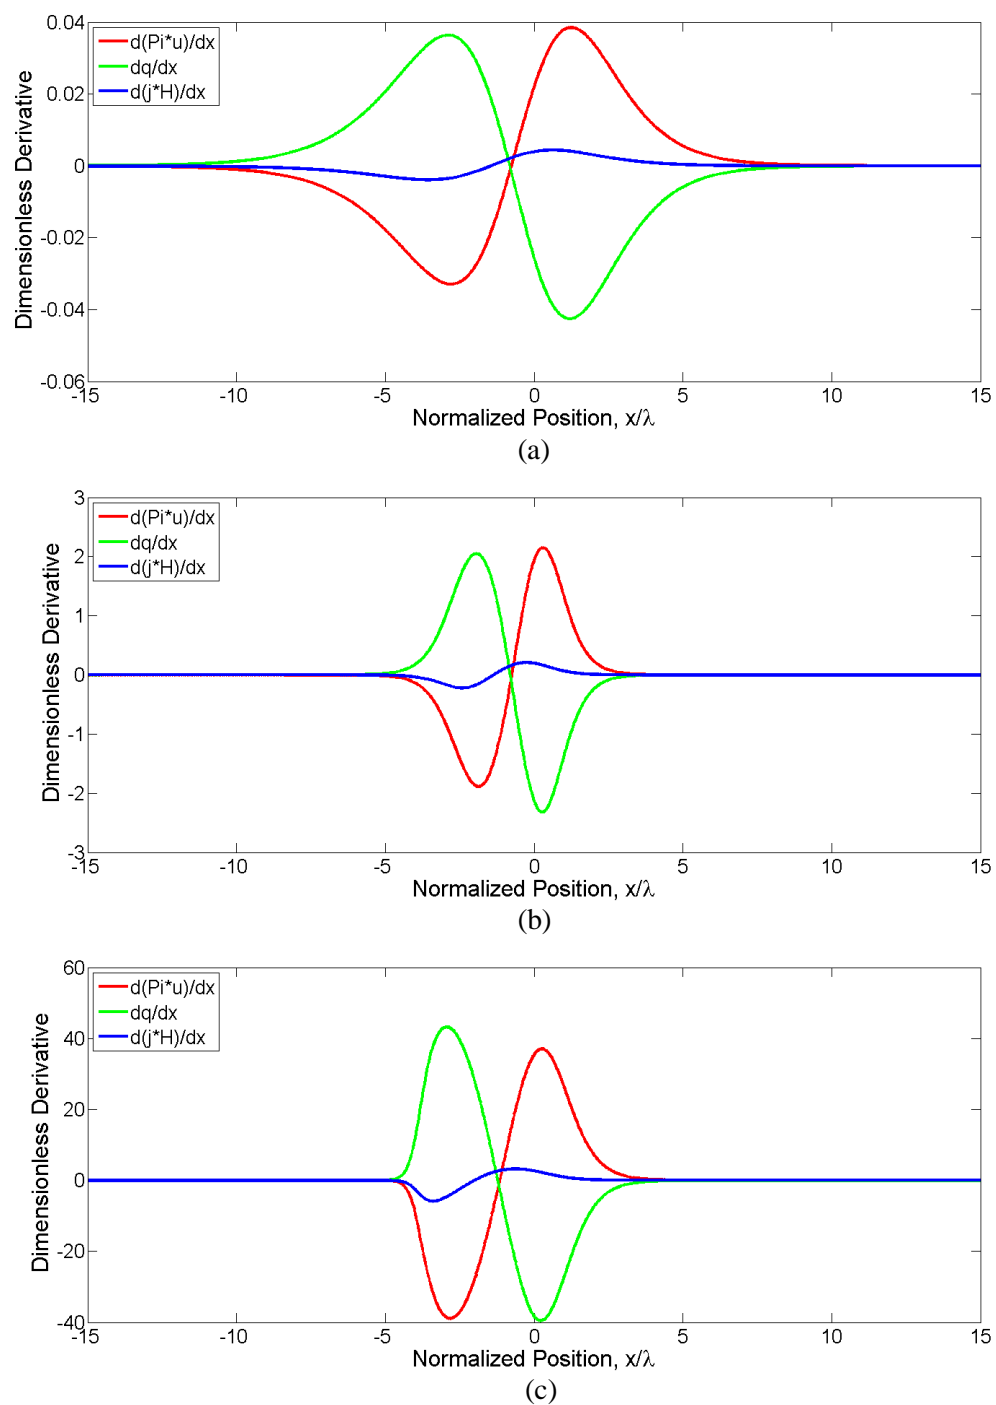 0.04
0.02
0
-0.02
-0.04
-0.06
Dimensionless Derivative
d(Pi*u)/dx
dq/dx
d(j*H)/dx
-15 -10 -5 0 5 10 15
Normalized Position, x/λ
(a)
3
2
1
0
-1
-2
-3
Dimensionless Derivative
d(Pi*u)/dx
dq/dx
d(j*H)/dx
-15 -10 -5 0 5 10 15
Normalized Position, x/λ
(b)
60
40
20
0
-20
-40
Dimensionless Derivative
d(Pi*u)/dx
dq/dx
d(j*H)/dx
-15 -10 -5 0 5 10 15
Normalized Position, x/λ
(c)